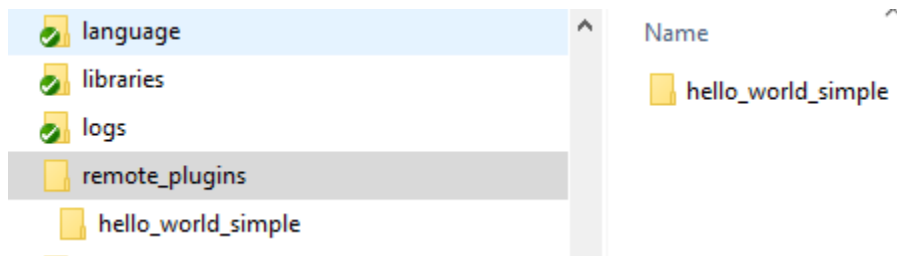 language
libraries
logs
remote_plugins
hello_world_simple
Name
hello_world_simple